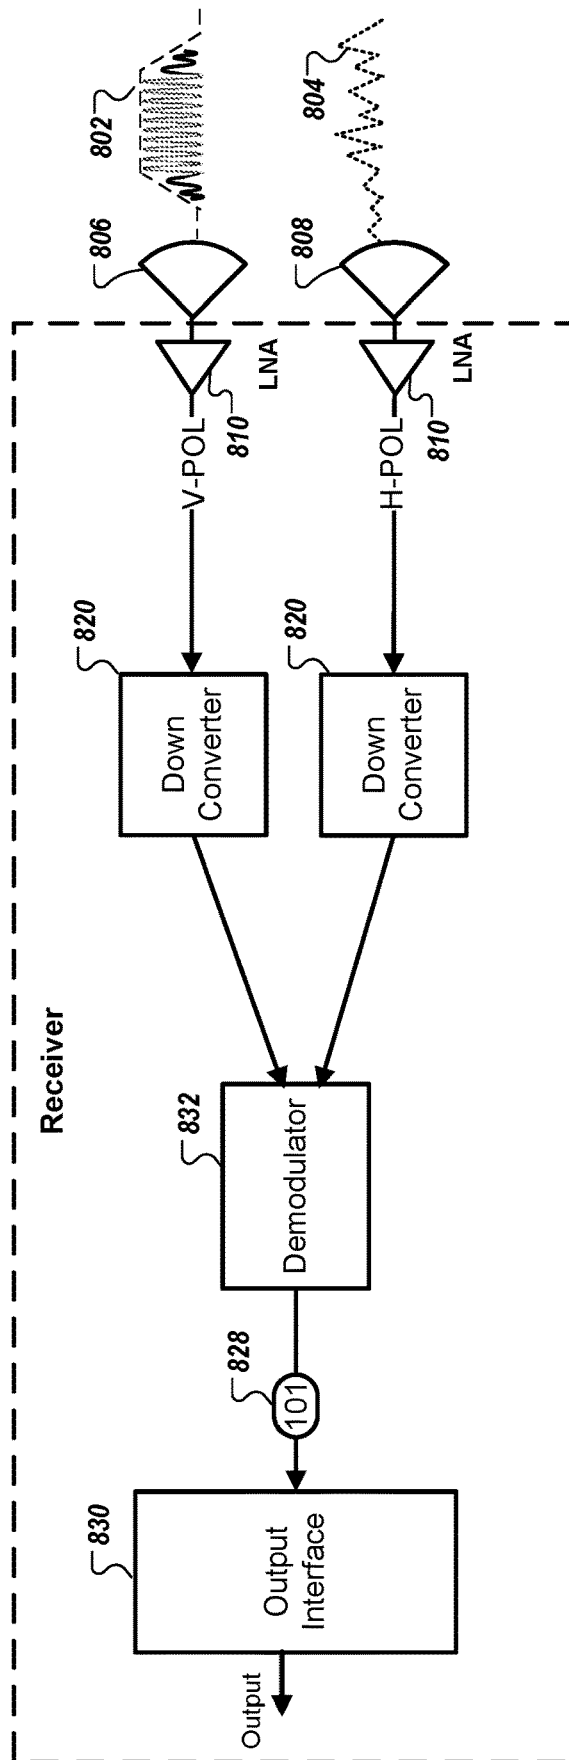 Receiver
802
806
820
830
832
Down
Converter
V-POL
810
LNA
828
Output
Output
Interface
101
Demodulator
820
808
804
Down
Converter
H-POL
810
LNA